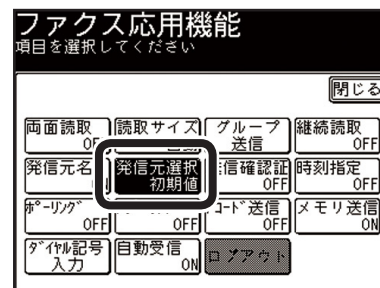 ファクス応用機能
項目を選択してください
閉じる
両面読取 読取サイズ グループ 継続読取
送信 OFF
発信元名 発信元選択 信確認証 時刻指定
初期値 OFF OFF
ポーリング コード送信 メモリ送信
OFF OFF OFF ON
ダイヤル記号 自動受信 ログアウト
入力 ON